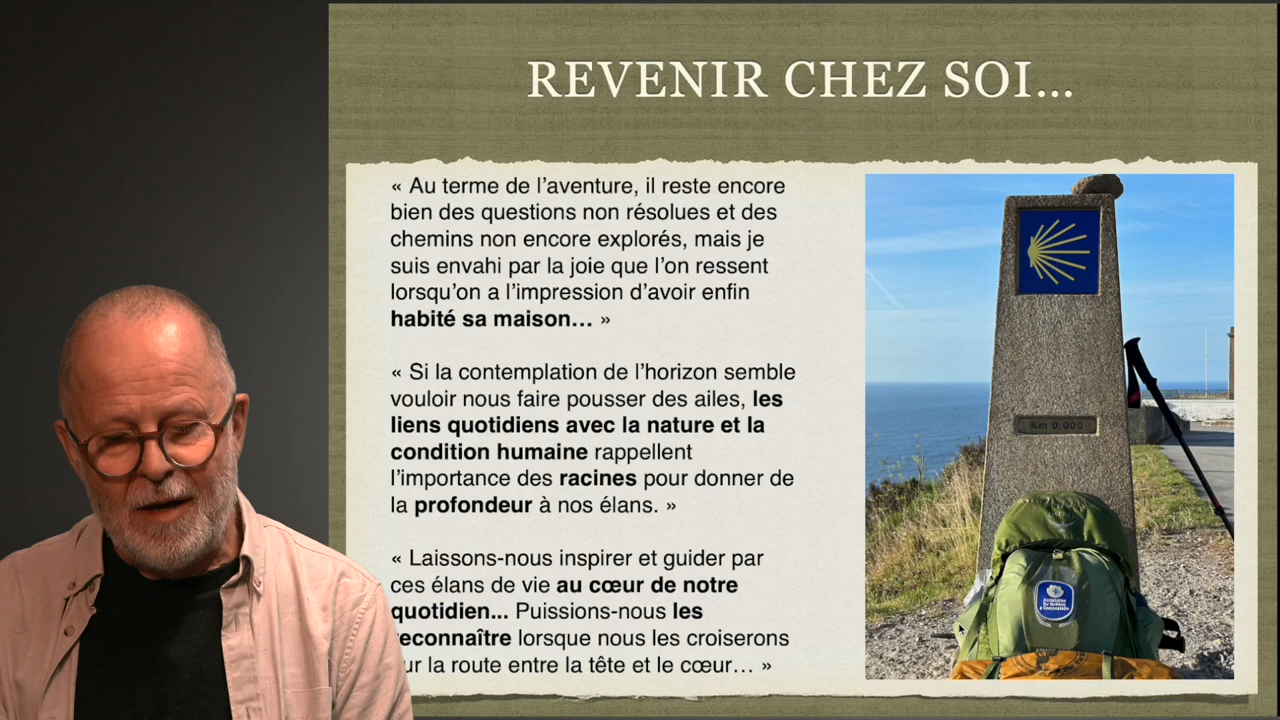 REVENIR CHEZ SOI...
« Au terme de l’aventure, il reste encore
bien des questions non résolues et des
chemins non encore explorés, mais je
suis envahi par la joie que l’on ressent
lorsqu’on a l’impression d’avoir enfin
habité sa maison… »
« Si la contemplation de l’horizon semble
vouloir nous faire pousser des ailes, les
liens quotidiens avec la nature et la
condition humaine rappellent
l’importance des racines pour donner de
la profondeur à nos élans. »
« Laissons-nous inspirer et guider par
ces élans de vie au cœur de notre
quotidien... Puissions-nous les
reconnaître lorsque nous les croiserons
sur la route entre la tête et le cœur… »
Km 0,000